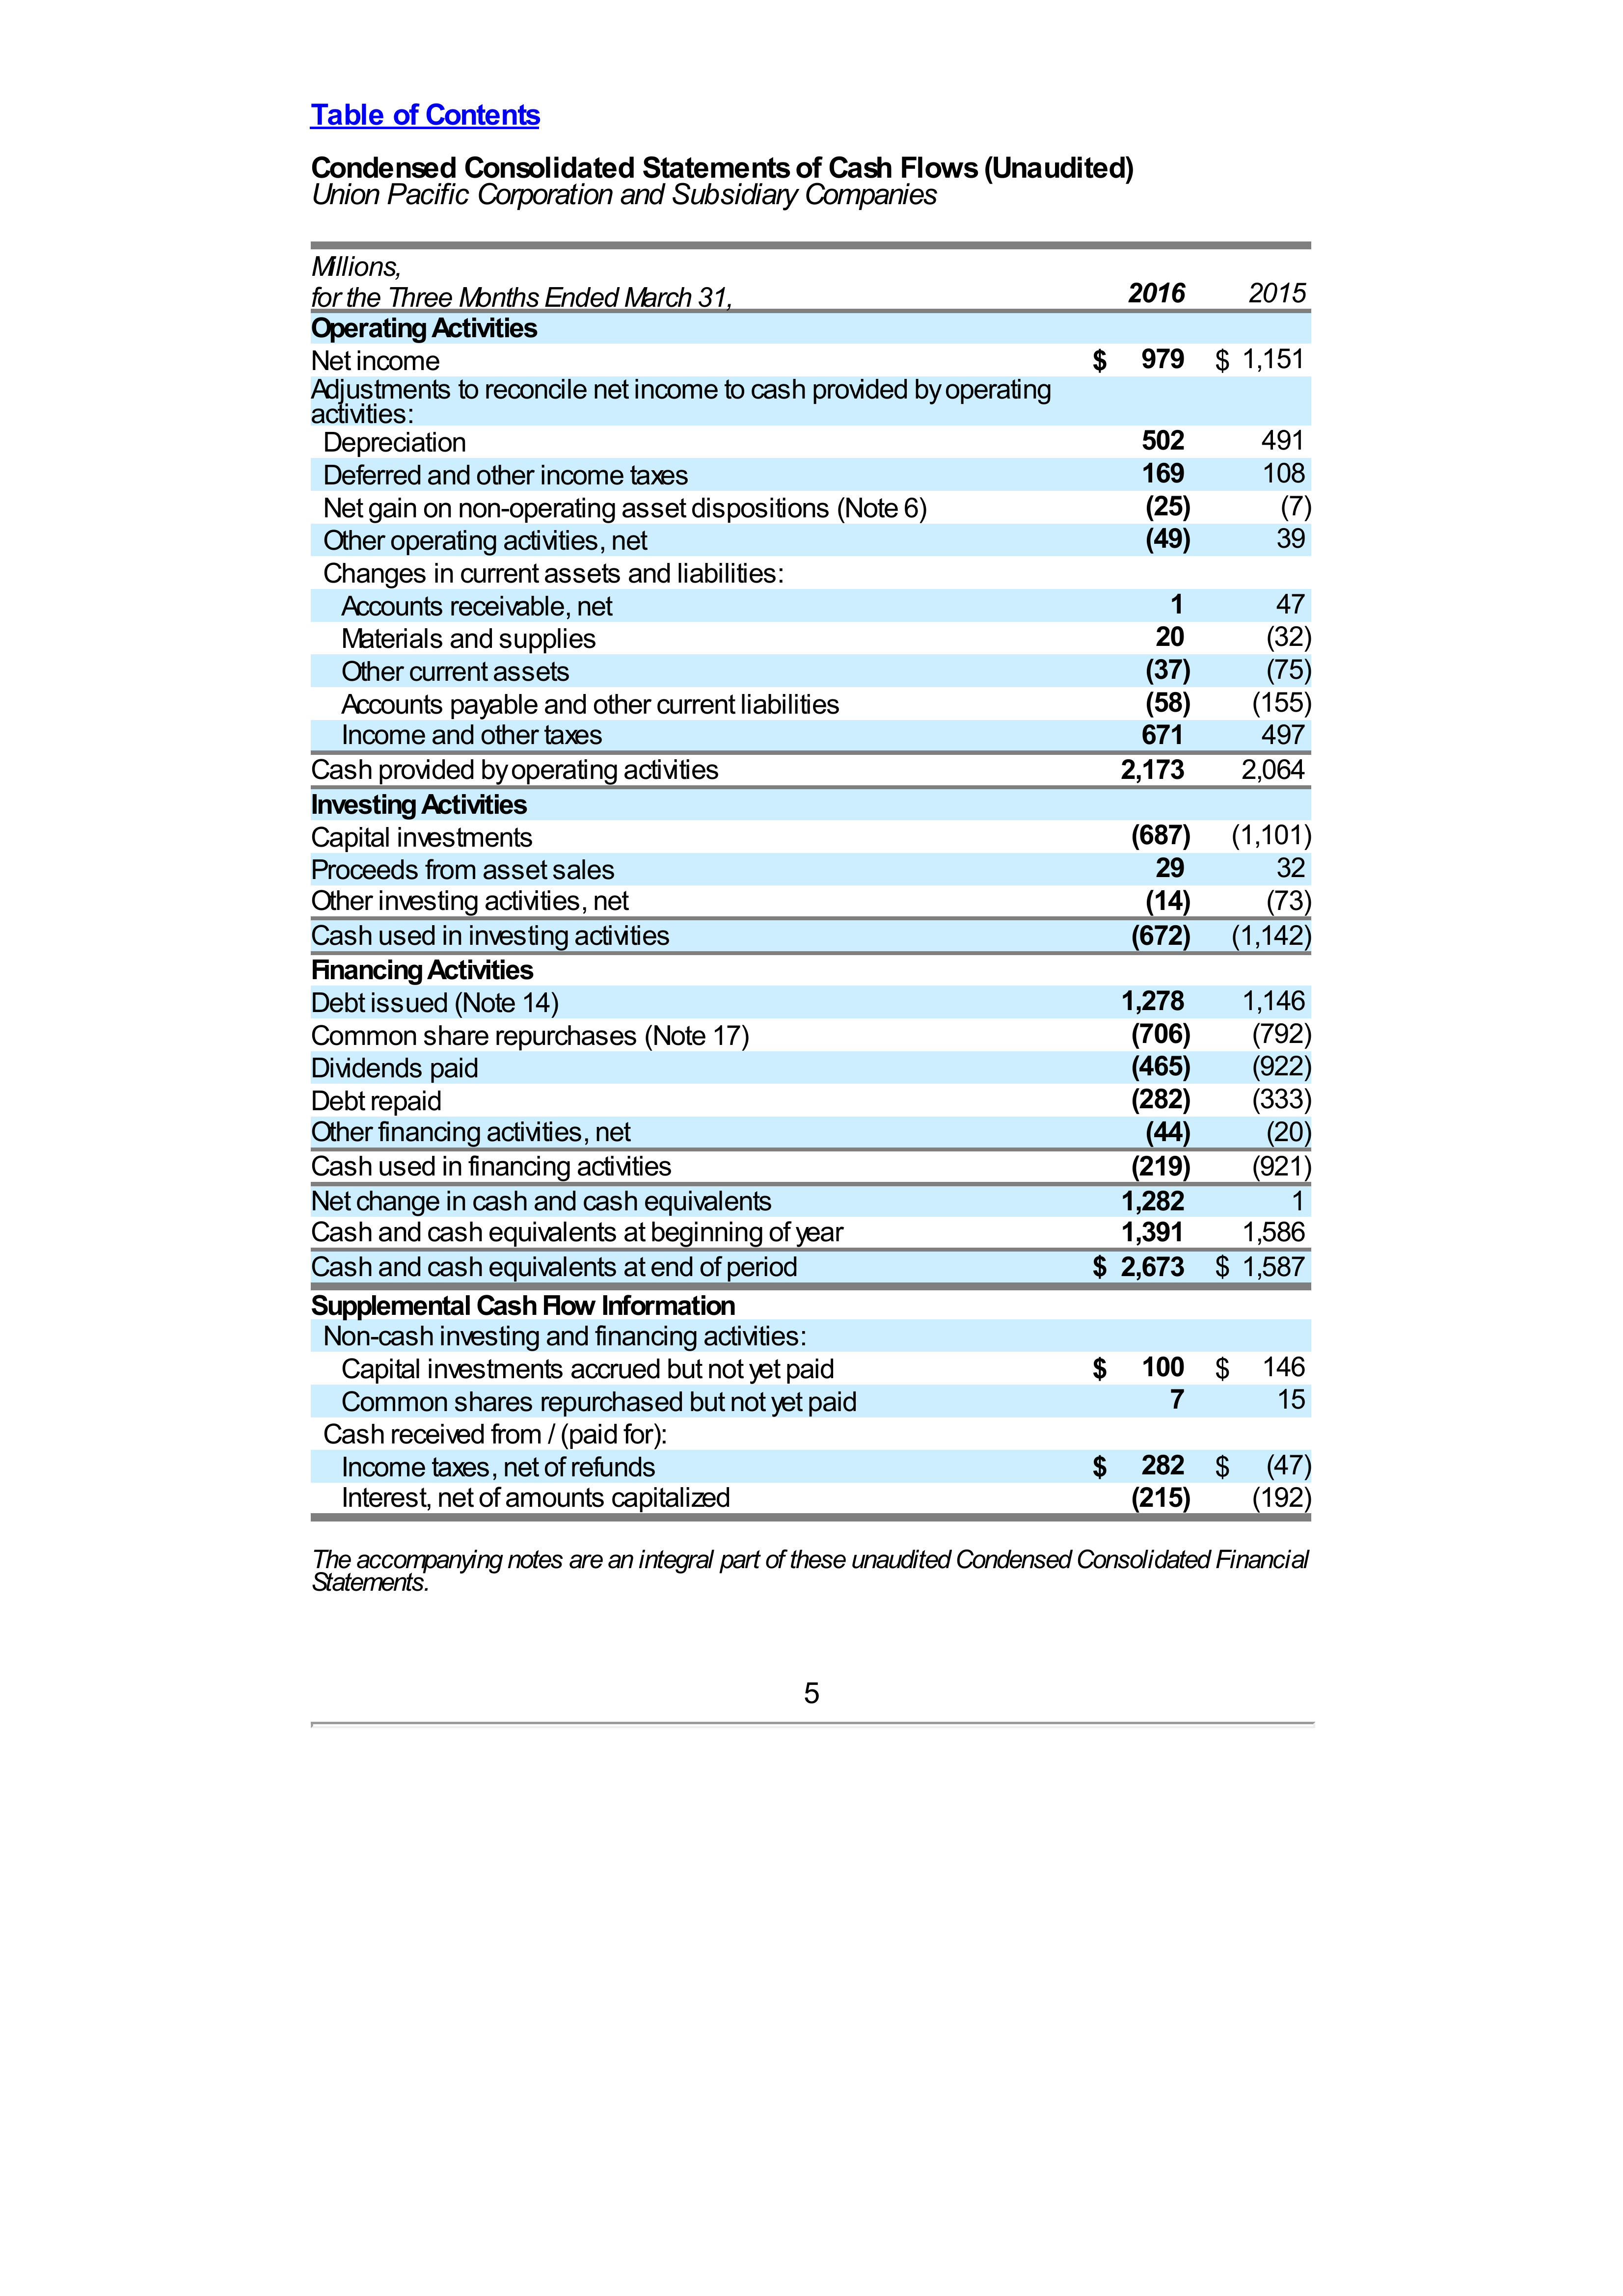 Table of Contents
Condensed Consolidated Statements of Cash Flows (Unaudited)
Union Pacific Corporation and Subsidiary Companies
Millions,
for the Three Months Ended March 31, 2016 2015
Operating Activities
Net income $ 979 $ 1,151
Adjustments to reconcile net income to cash provided by operating
activities:
Depreciation 502 491
Deferred and other income taxes 169 108
Net gain on non-operating asset dispositions (Note 6) (25) (7)
Other operating activities, net (49) 39
Changes in current assets and liabilities:
Accounts receivable, net 1 47
Materials and supplies 20 (32)
Other current assets (37) (75)
Accounts payable and other current liabilities (58) (155)
Income and other taxes 671 497
Cash provided by operating activities 2,173 2,064
Investing Activities
Capital investments (687) (1,101)
Proceeds from asset sales 29 32
Other investing activities, net (14) (73)
Cash used in investing activities (672) (1,142)
Financing Activities
Debt issued (Note 14) 1,278 1,146
Common share repurchases (Note 17) (706) (792)
Dividends paid (465) (922)
Debt repaid (282) (333)
Other financing activities, net (44) (20)
Cash used in financing activities (219) (921)
Net change in cash and cash equivalents 1,282 1
Cash and cash equivalents at beginning of year 1,391 1,586
Cash and cash equivalents at end of period $ 2,673 $ 1,587
Supplemental Cash Flow Information
Non-cash investing and financing activities:
Capital investments accrued but not yet paid $ 100 $ 146
Common shares repurchased but not yet paid 7 15
Cash received from / (paid for):
Income taxes, net of refunds $ 282 $ (47)
Interest, net of amounts capitalized (215) (192)
The accompanying notes are an integral part of these unaudited Condensed Consolidated Financial
Statements.
5